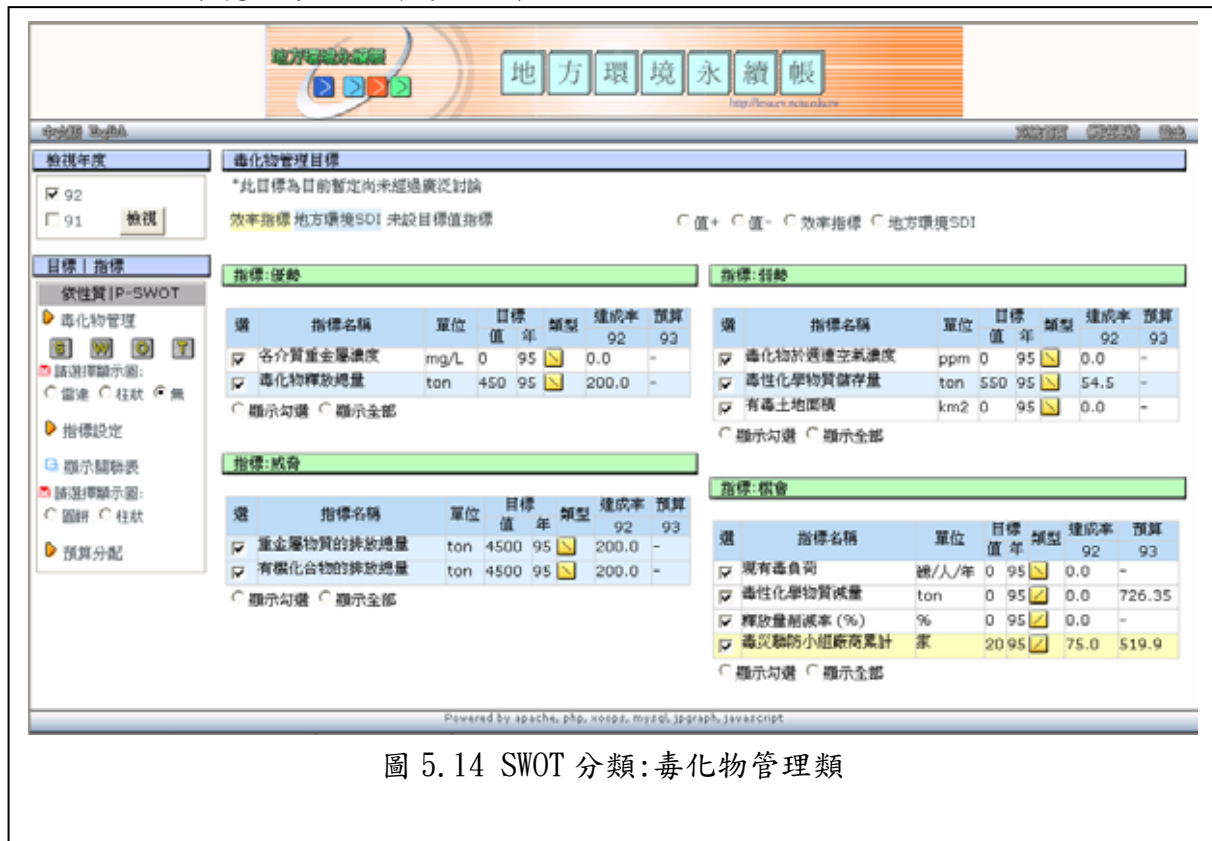 地方環境永續帳
地方環境永續帳
中文版 English
檢視年度
92
91 檢視
目標 | 指標
依性質|P-SWOT
毒化物管理
S W O T
請選擇顯示圖:
雷達 柱狀 無
指標設定
顯示關聯表
請選擇顯示圖:
圓餅 柱狀
預算分配
毒化物管理目標
*此目標為目前暫定尚未經過廣泛討論
效率指標 地方環境SDI 未設目標值指標 值+ 值- 效率指標 地方環境SDI
指標:優勢
選 指標名稱 單位 目標 值 年 類型 達成率 92 預算 93
各介質重金屬濃度 mg/L 0 95 0.0 -
毒化物釋放總量 ton 450 95 200.0 -
顯示勾選 顯示全部
指標:弱勢
選 指標名稱 單位 目標 值 年 類型 達成率 92 預算 93
毒化物於週遭空氣濃度 ppm 0 95 0.0 -
毒性化學物質儲存量 ton 550 95 54.5 -
有毒土地面積 km2 0 95 0.0 -
顯示勾選 顯示全部
指標:威脅
選 指標名稱 單位 目標 值 年 類型 達成率 92 預算 93
重金屬物質的排放總量 ton 4500 95 200.0 -
有機化合物的排放總量 ton 4500 95 200.0 -
顯示勾選 顯示全部
指標:機會
選 指標名稱 單位 目標 值 年 類型 達成率 92 預算 93
現有毒負荷 磅/人/年 0 95 0.0 -
毒性化學物質減量 ton 0 95 0.0 726.35
釋放量削減率(%) % 0 95 0.0 -
毒災聯防小組廠商累計 家 20 95 75.0 519.9
顯示勾選 顯示全部
Powered by apache, php, xoops, mysql, jpgraph, javascript
圖 5.14 SWOT 分類:毒化物管理類